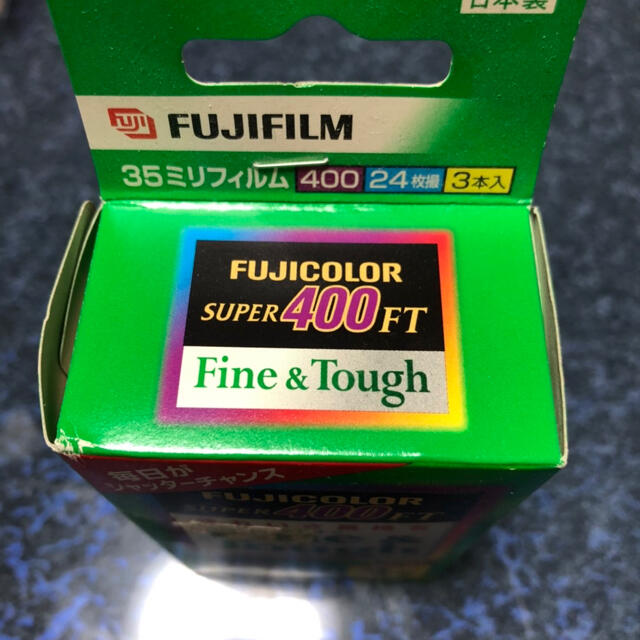 日本製
FUJI FUJIFILM
35ミリフィルム 400 24枚撮 3本入
FUJICOLOR
SUPER 400 FT
Fine & Tough
毎日が
シャッターチャンス
FUJICOLOR
SUPER 400 FT